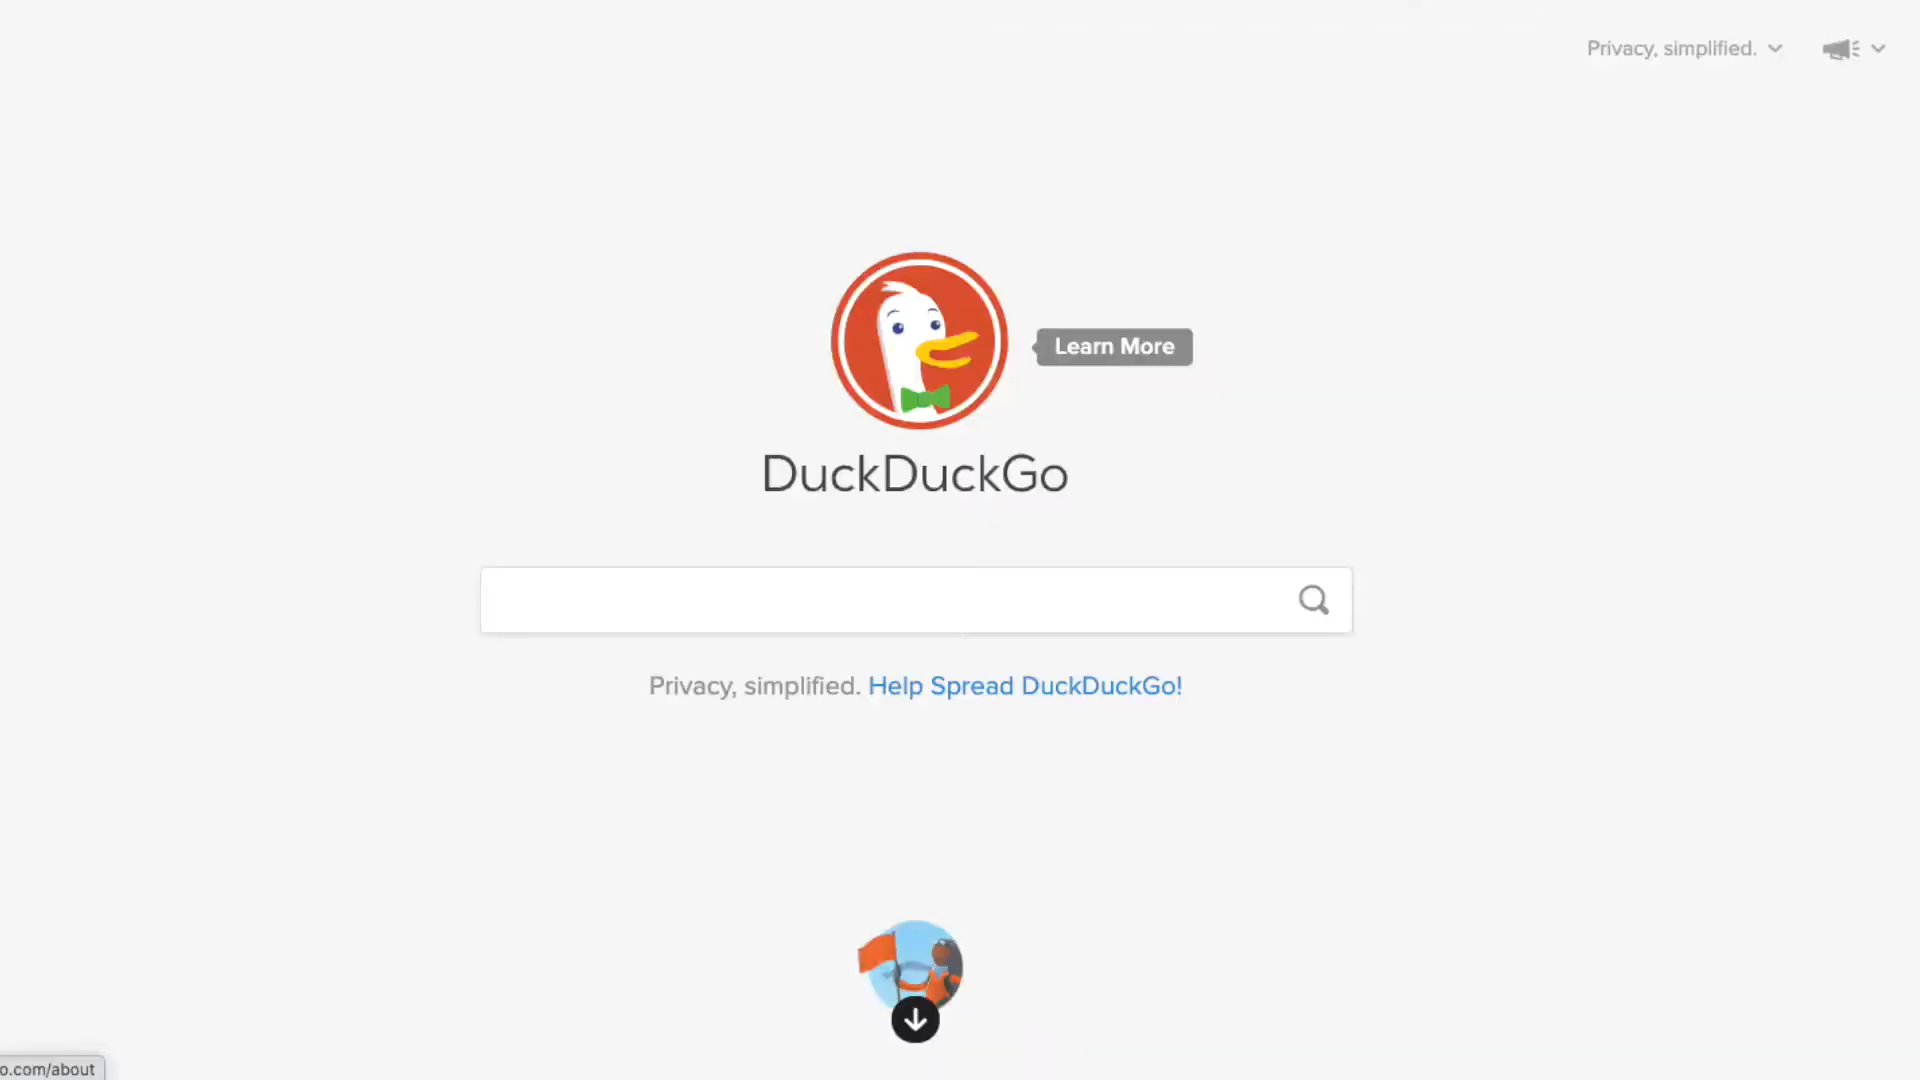 Privacy, simplified.
Learn More
DuckDuckGo
Privacy, simplified. Help Spread DuckDuckGo!
o.com/about